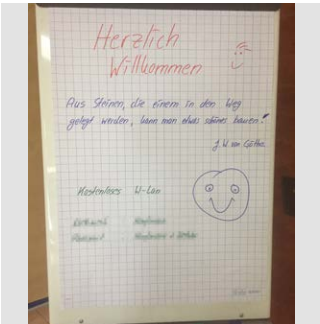 Herzlich
Willkommen
Aus Steinen, die einem in den Weg
gelegt werden, kann man etwas schönes bauen!
J.W. von Göthe
Kostenloses W-Lan